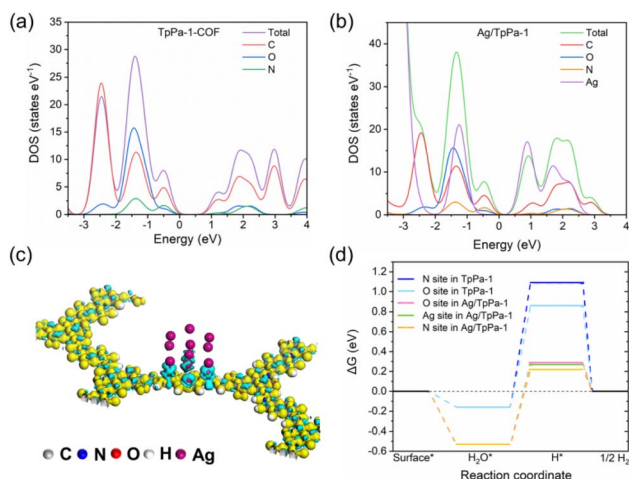 (a)
TpPa-1-COF
Total
C
O
N
DOS (states eV⁻¹)
35
30
25
20
15
10
5
0
-3 -2 -1 0 1 2 3 4
Energy (eV)
(b)
Ag/TpPa-1
Total
C
O
N
Ag
DOS (states eV⁻¹)
40
30
20
10
0
-3 -2 -1 0 1 2 3 4
Energy (eV)
(c)
C N O H Ag
(d)
N site in TpPa-1
O site in TpPa-1
O site in Ag/TpPa-1
Ag site in Ag/TpPa-1
N site in Ag/TpPa-1
ΔG (eV)
1.2
1.0
0.8
0.6
0.4
0.2
0.0
-0.2
-0.4
-0.6
Surface* H₂O* H* 1/2 H₂
Reaction coordinate